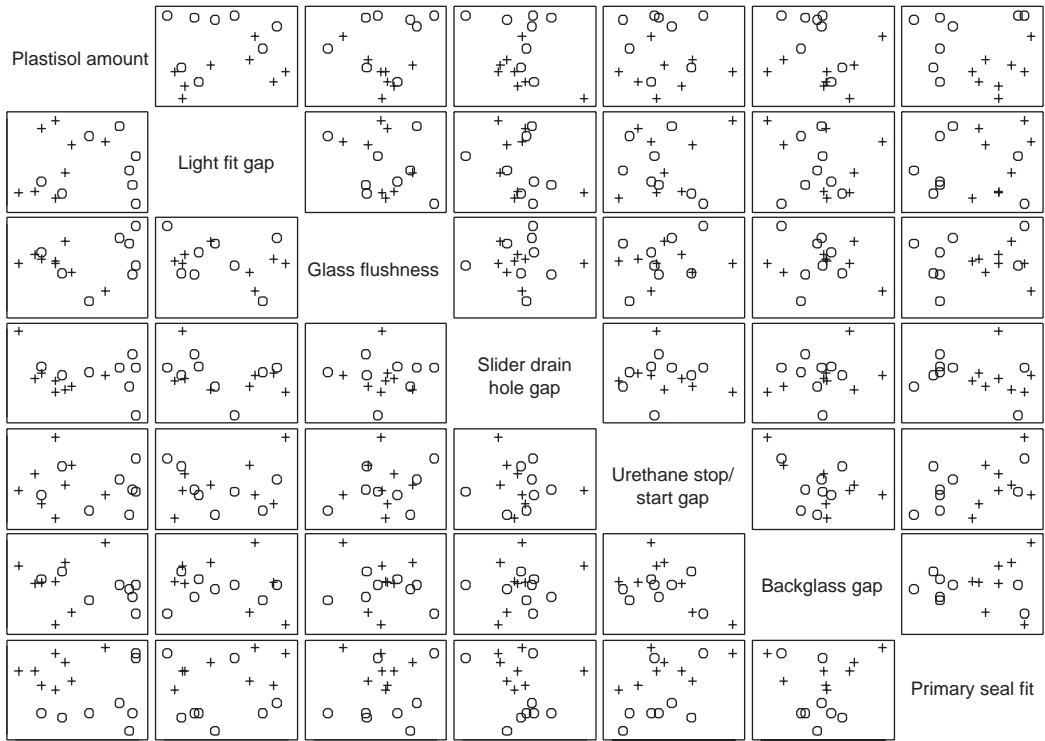 Plastisol amount
Light fit gap
Glass flushness
Slider drain
hole gap
Urethane stop/
start gap
Backglass gap
Primary seal fit